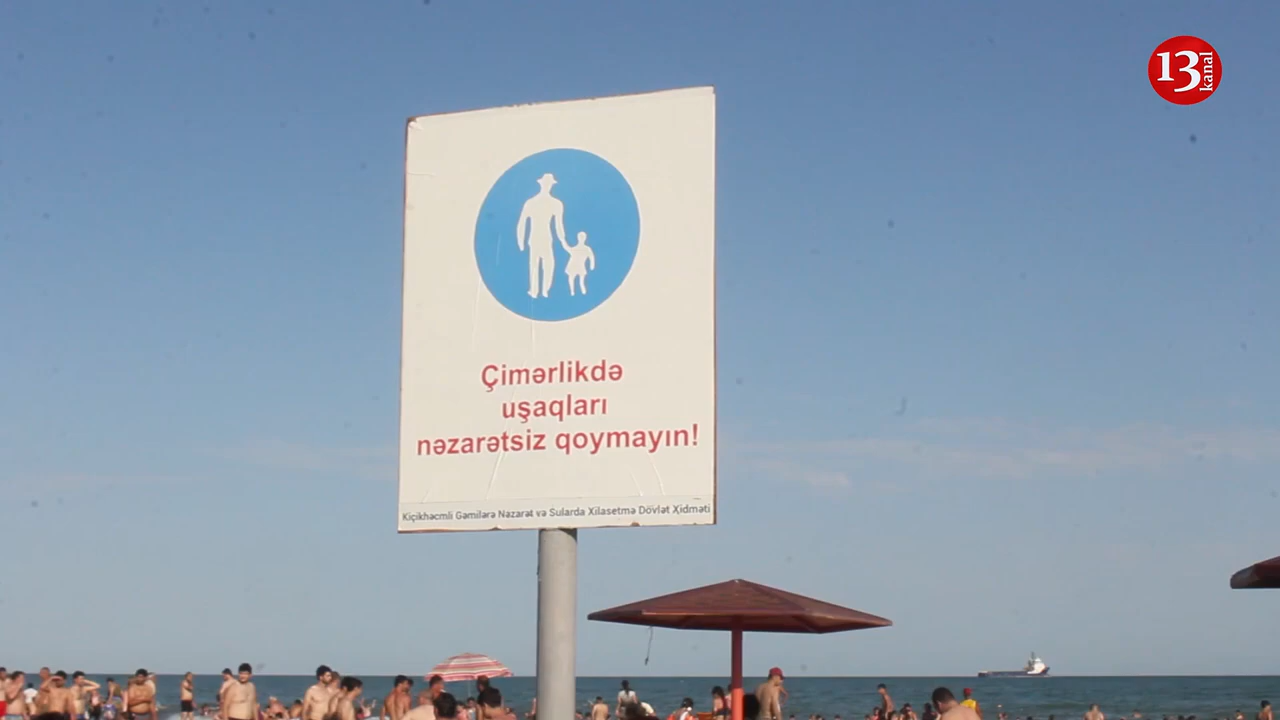 13
kanal
Çimərlikdə
uşaqları
nəzarətsiz qoymayın!
Kiçikhəcmli Gəmilərə Nəzarət və Sularda Xilasetmə Dövlət Xidməti